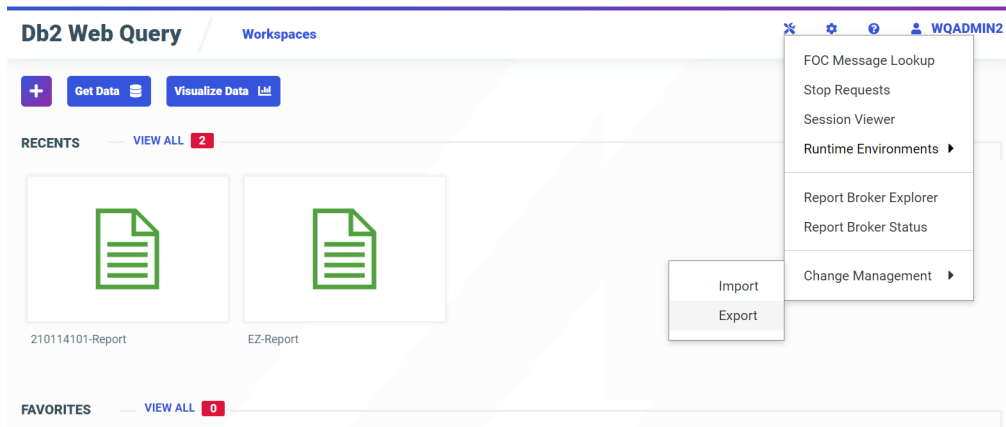 Db2 Web Query
Workspaces
WQADMIN2
Get Data
Visualize Data
RECENTS
VIEW ALL 2
210114101-Report
EZ-Report
FAVORITES
VIEW ALL 0
FOC Message Lookup
Stop Requests
Session Viewer
Runtime Environments
Report Broker Explorer
Report Broker Status
Change Management
Import
Export